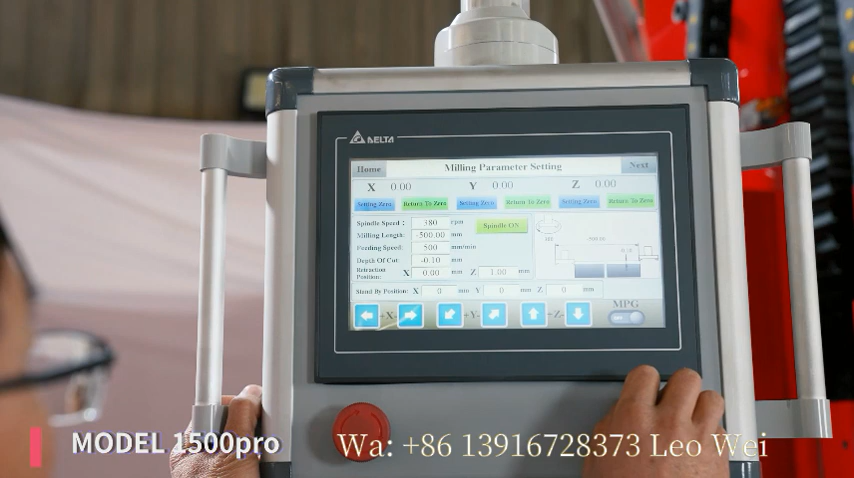 DELTA
Home Milling Parameter Setting Next
X 0.00 Y 0.00 Z 0.00
Setting Zero Return To Zero Setting Zero Return To Zero Setting Zero Return To Zero
Spindle Speed: 380 rpm Spindle ON
Milling Length: -500.00 mm
Feeding Speed: 500 mm/min
Depth Of Cut: -0.10 mm
Retraction Position: X 0.00 mm Z 1.00 mm
Stand By Position: X 0 mm Y 0 mm Z 0 mm
+X- +Y- +Z- MPG
MODEL 1500pro
Wa: +86 13916728373 Leo Wei